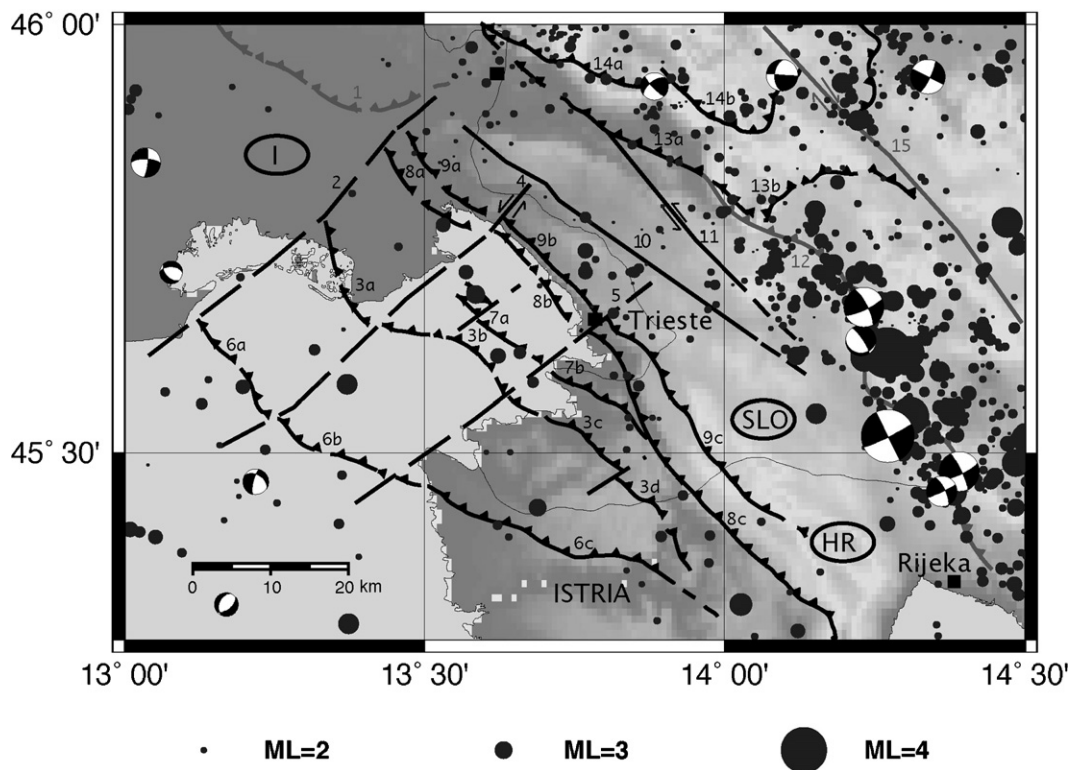 46° 00'
14a
14b
1
13a
15
I
9a
8a
2
4
13b
10
11
9b
12
3a
8b
5
7a
Trieste
3b
6a
7b
SLO
3c
9c
45° 30'
6b
3d
8c
HR
6c
Rijeka
0 10 20 km
ISTRIA
13° 00' 13° 30' 14° 00' 14° 30'
ML=2 ML=3 ML=4